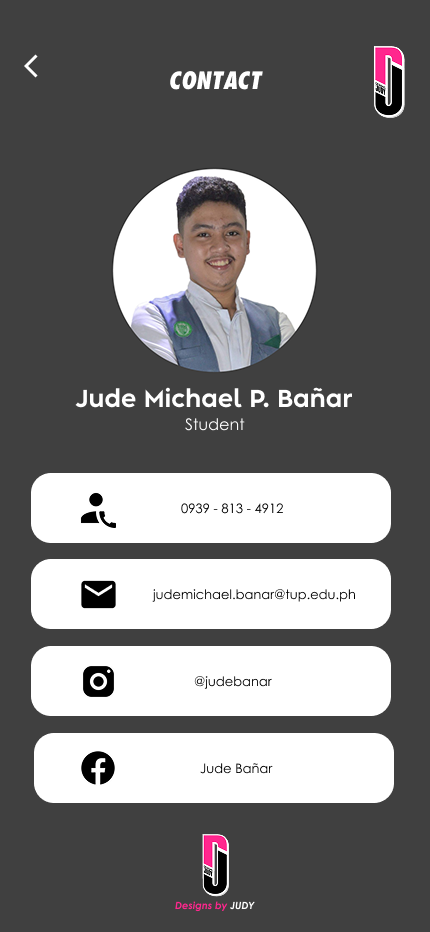 CONTACT
JUDY
Jude Michael P. Bañar
Student
0939 - 813 - 4912
judemichael.banar@tup.edu.ph
@judebanar
Jude Bañar
JUDY
Designs by JUDY